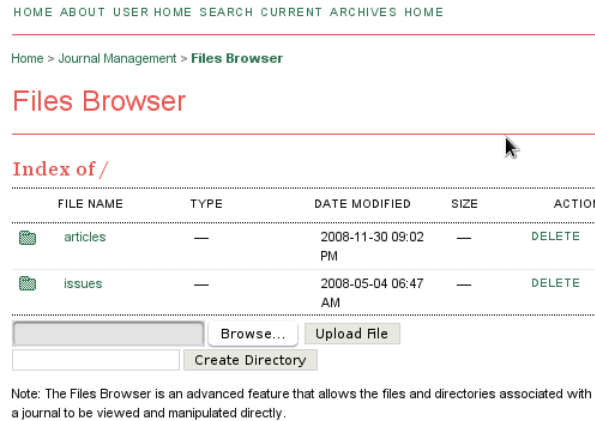 HOME ABOUT USER HOME SEARCH CURRENT ARCHIVES HOME
Home > Journal Management > Files Browser
Files Browser
Index of /
FILE NAME TYPE DATE MODIFIED SIZE ACTION
articles — 2008-11-30 09:02 — DELETE
PM
issues — 2008-05-04 06:47 — DELETE
AM
Browse... Upload File
Create Directory
Note: The Files Browser is an advanced feature that allows the files and directories associated with
a journal to be viewed and manipulated directly.